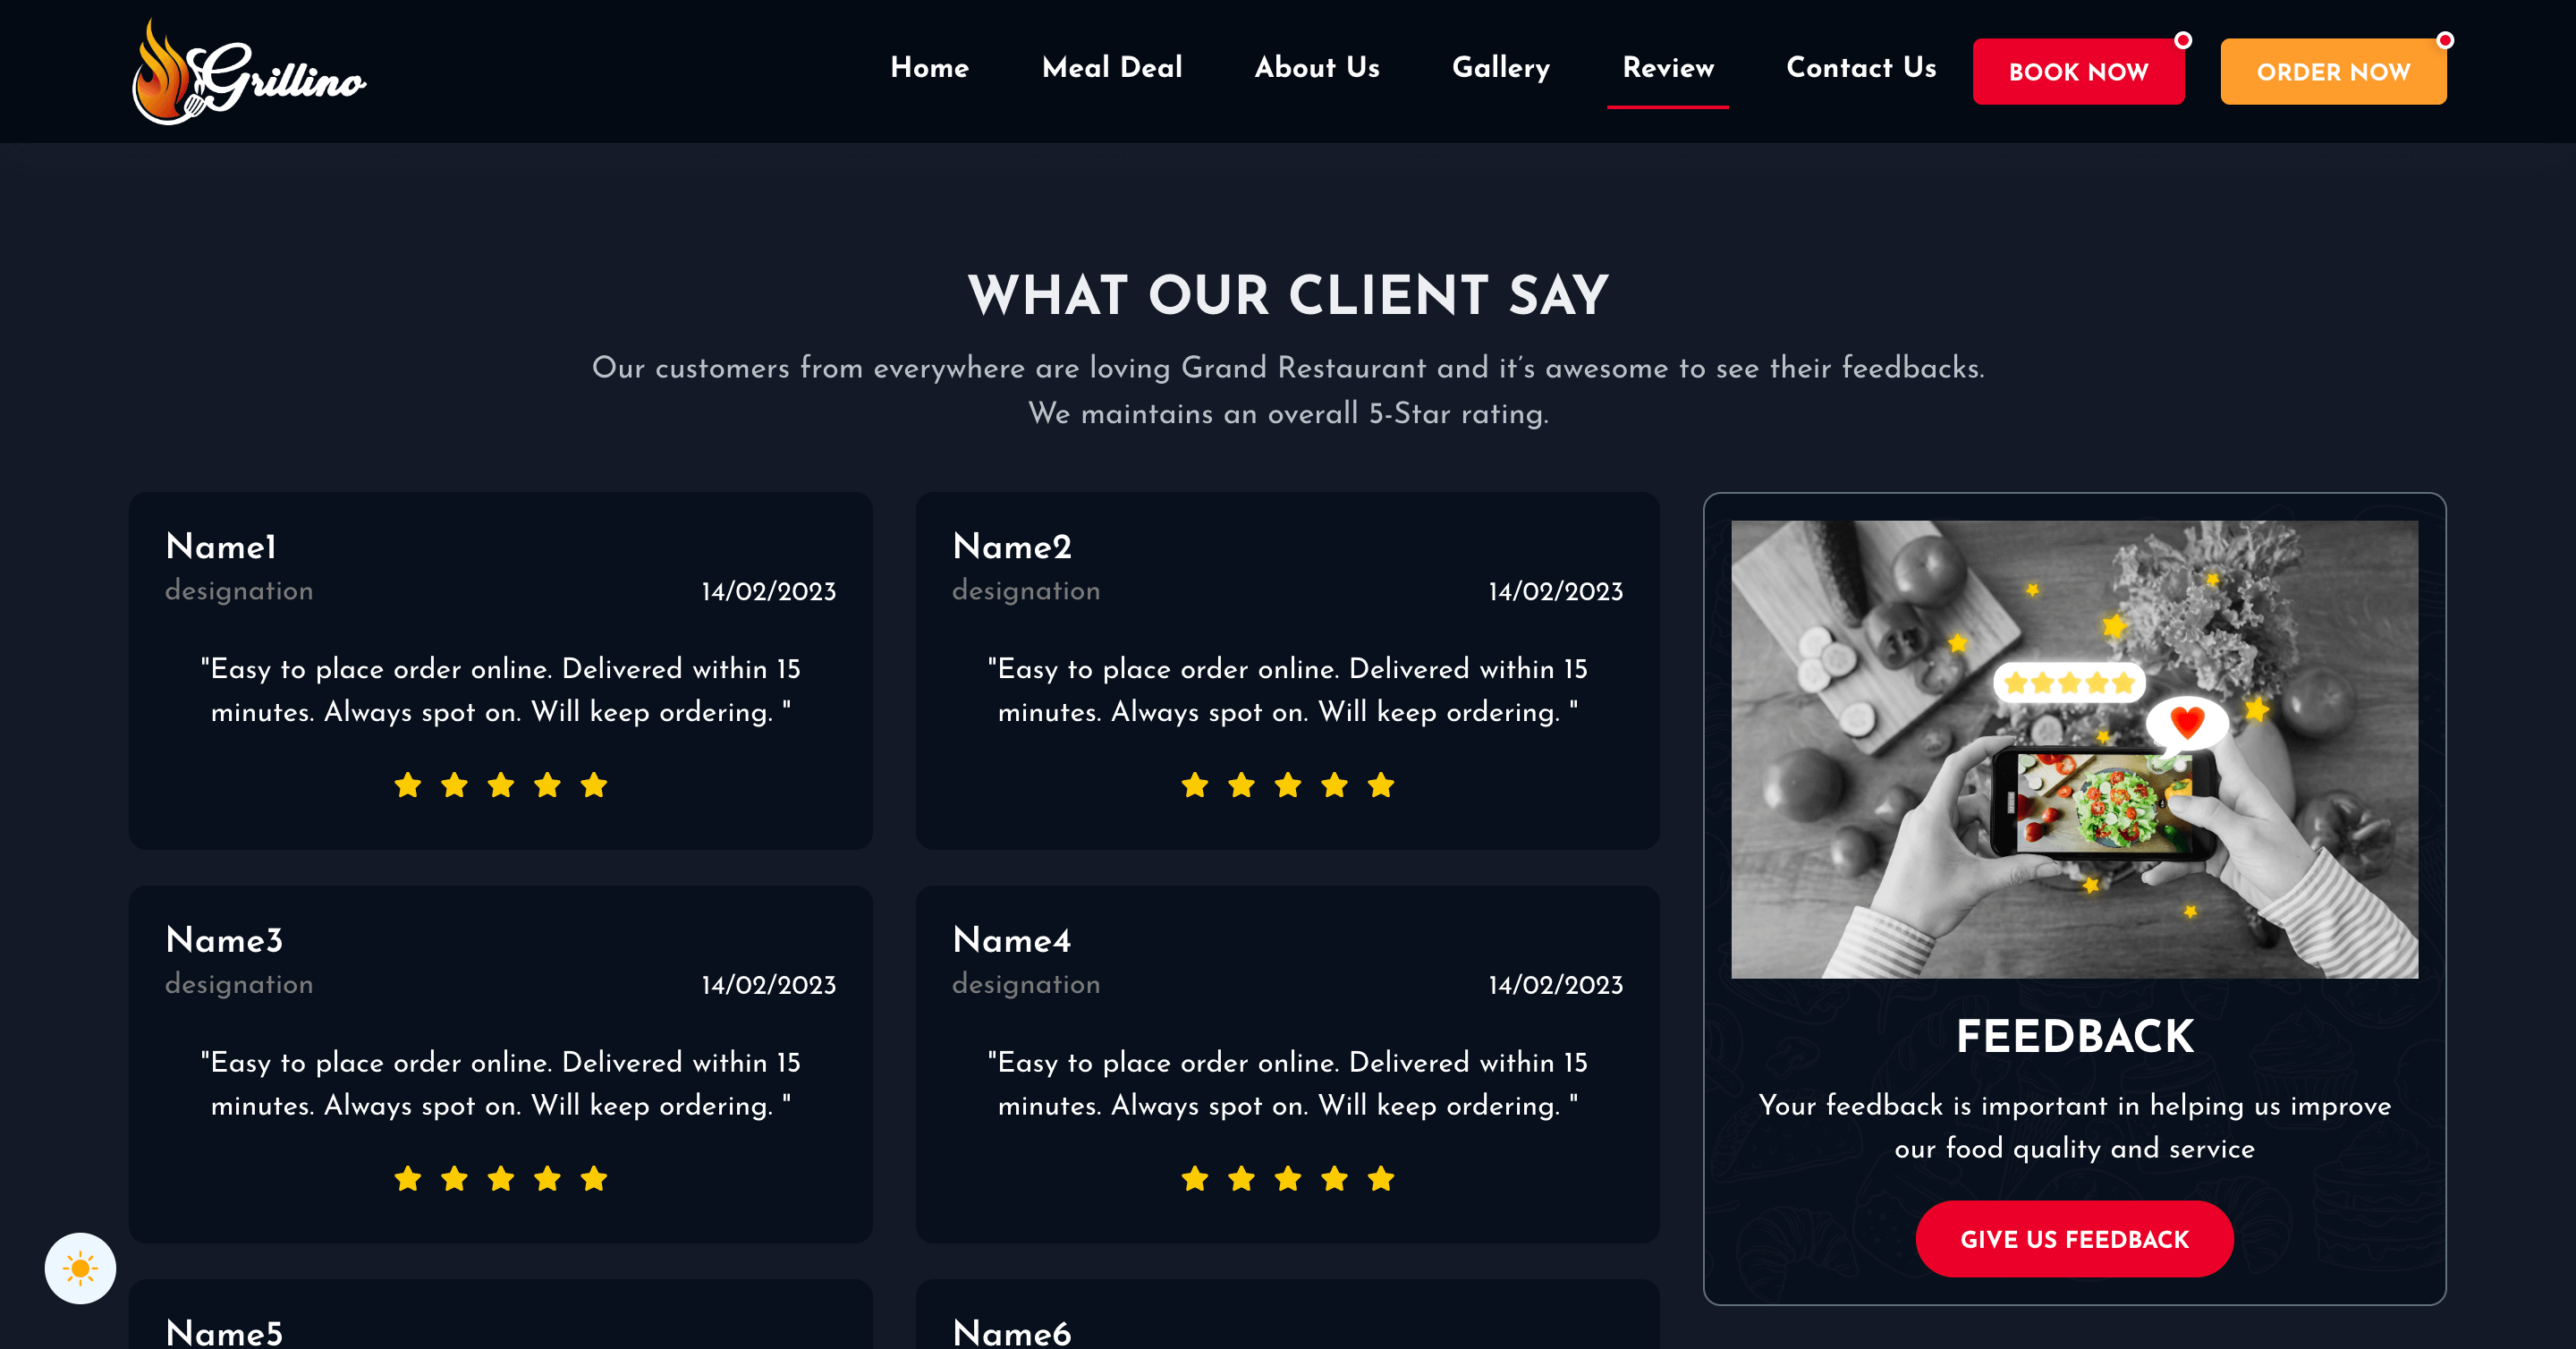 Grillino
Home Meal Deal About Us Gallery Review Contact Us BOOK NOW ORDER NOW
WHAT OUR CLIENT SAY
Our customers from everywhere are loving Grand Restaurant and it's awesome to see their feedbacks.
We maintains an overall 5-Star rating.
Name1
designation 14/02/2023
"Easy to place order online. Delivered within 15
minutes. Always spot on. Will keep ordering. "
Name2
designation 14/02/2023
"Easy to place order online. Delivered within 15
minutes. Always spot on. Will keep ordering. "
Name3
designation 14/02/2023
"Easy to place order online. Delivered within 15
minutes. Always spot on. Will keep ordering. "
Name4
designation 14/02/2023
"Easy to place order online. Delivered within 15
minutes. Always spot on. Will keep ordering. "
Name5
Name6
FEEDBACK
Your feedback is important in helping us improve
our food quality and service
GIVE US FEEDBACK